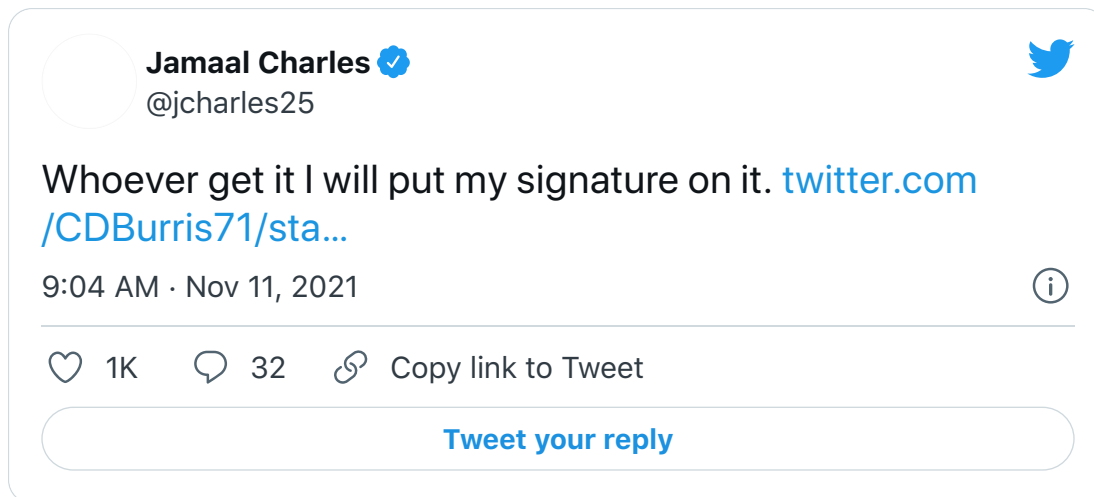 Jamaal Charles
@jcharles25
Whoever get it I will put my signature on it. twitter.com
/CDBurris71/sta...
9:04 AM · Nov 11, 2021
1K 32 Copy link to Tweet
Tweet your reply